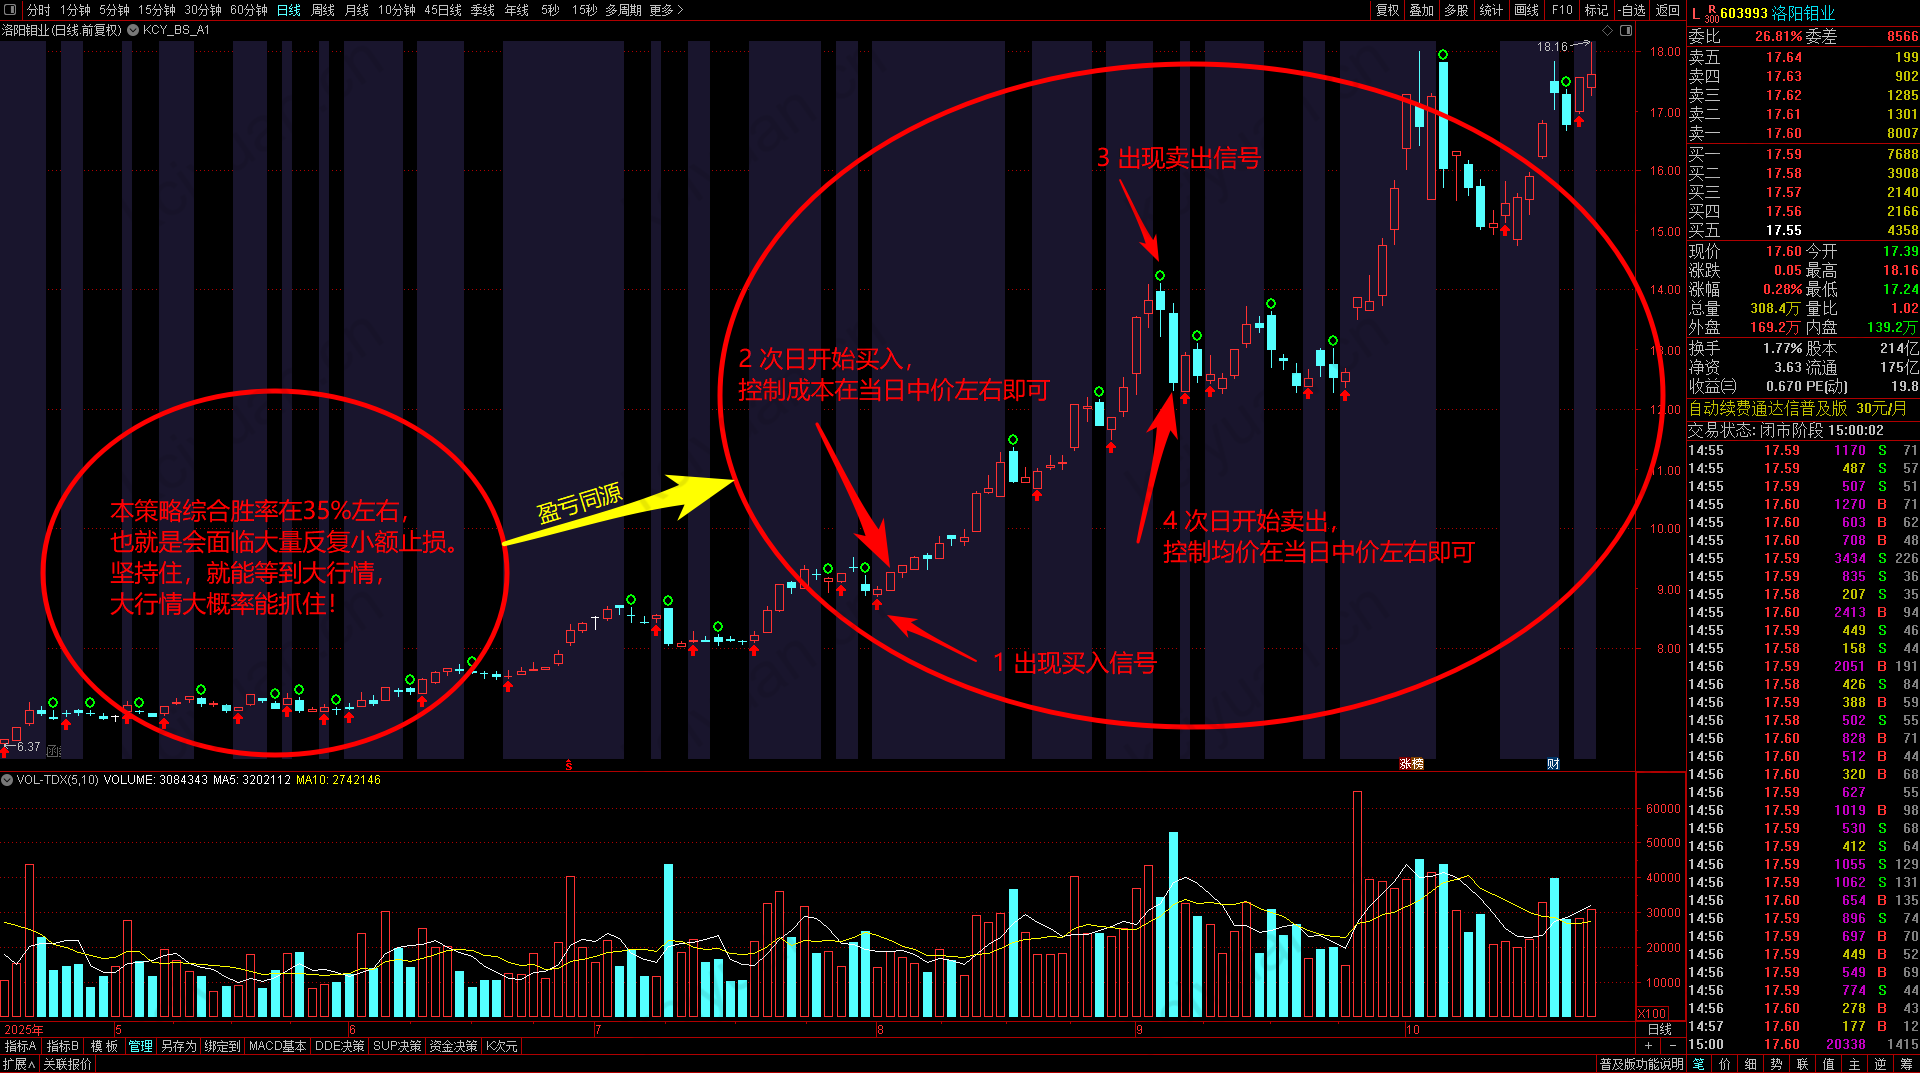 分时 1分钟 5分钟 15分钟 30分钟 60分钟 日线 周线 月线 10分钟 45日线 季线 年线 5秒 15秒 多周期 更多>
复权 叠加 多股 统计 画线 F10 标记 -自选 返回
L R 300 603993 洛阳钼业
洛阳钼业(日线.前复权) KCY_BS_A1
委比 26.81% 委差 8566
卖五 17.64 199
卖四 17.63 902
卖三 17.62 1285
卖二 17.61 1301
卖一 17.60 8007
买一 17.59 7688
买二 17.58 3908
买三 17.57 2140
买四 17.56 2166
买五 17.55 4358
现价 17.60 今开 17.39
涨跌 0.05 最高 18.16
涨幅 0.28% 最低 17.24
总量 308.4万 量比 1.02
外盘 169.2万 内盘 139.2万
换手 1.77% 股本 214亿
净资 3.63 流通 175亿
收益㈢ 0.670 PE(动) 19.8
自动续费通达信普及版 30元/月
交易状态: 闭市阶段 15:00:02
14:55 17.59 1170 S 71
14:55 17.59 487 S 57
14:55 17.59 507 S 51
14:55 17.60 1270 B 71
14:55 17.60 603 B 62
14:55 17.60 708 B 48
14:55 17.59 3434 S 226
14:55 17.59 835 S 36
14:55 17.58 207 S 35
14:55 17.60 2413 B 94
14:55 17.59 449 S 46
14:55 17.58 158 S 44
14:56 17.59 2051 B 191
14:56 17.58 426 S 84
14:56 17.59 388 B 59
14:56 17.58 502 S 55
14:56 17.60 828 B 71
14:56 17.60 512 B 44
14:56 17.60 320 B 68
14:56 17.59 627 55
14:56 17.59 1019 B 98
14:56 17.59 530 S 68
14:56 17.59 412 S 64
14:56 17.59 1055 S 129
14:56 17.59 1062 S 131
14:56 17.60 654 B 135
14:56 17.59 896 S 74
14:56 17.59 697 B 70
14:56 17.59 449 B 52
14:56 17.59 549 B 69
14:56 17.59 774 S 44
14:56 17.60 278 B 43
14:57 17.60 177 B 12
15:00 17.60 20338 1415
18.16
18.00
17.00
16.00
15.00
14.00
13.00
12.00
11.00
10.00
9.00
8.00
3 出现卖出信号
2 次日开始买入，
控制成本在当日中价左右即可
本策略综合胜率在35%左右，
也就是会面临大量反复小额止损。
坚持住，就能等到大行情，
大行情大概率能抓住！
盈亏同源
4 次日开始卖出，
控制均价在当日中价左右即可
1 出现买入信号
6.37
涨 榜
财
VOL-TDX(5,10) VOLUME: 3084343 MA5: 3202112 MA10: 2742146
60000
50000
40000
30000
20000
10000
X100
2025年 5 6 7 8 9 10 日线
指标A 指标B 模板 管理 另存为 绑定到 MACD基本 DDE决策 SUP决策 资金决策 K次元 + -
扩展∧ 关联报价 普及版功能说明 笔 价 细 势 联 值 主 逆 筹